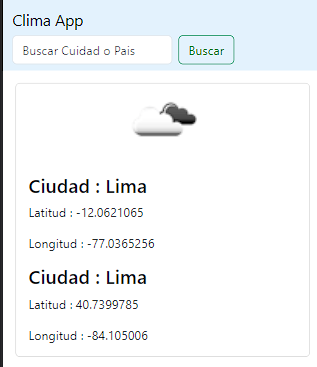 Clima App
Buscar Cuidad o Pais
Buscar
Ciudad : Lima
Latitud : -12.0621065
Longitud : -77.0365256
Ciudad : Lima
Latitud : 40.7399785
Longitud : -84.105006